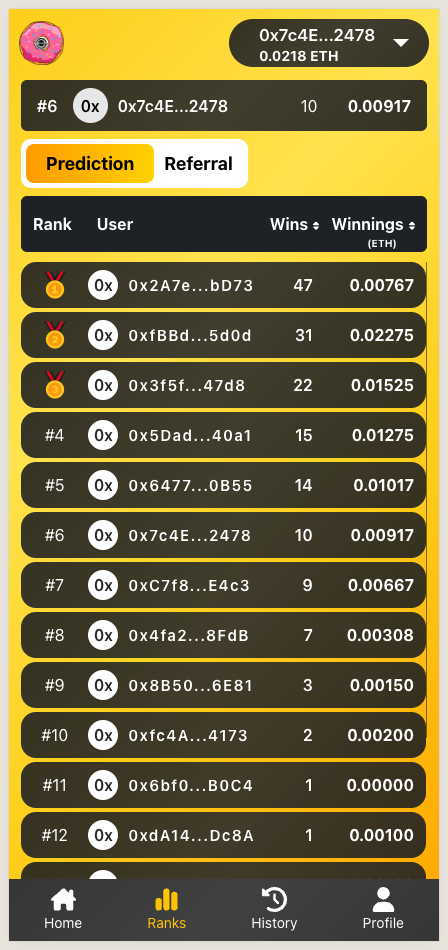 0x7c4E...2478
0.0218 ETH
#6 0x 0x7c4E...2478 10 0.00917
Prediction Referral
Rank User Wins Winnings
(ETH)
1 0x 0x2A7e...bD73 47 0.00767
2 0x 0xfBBd...5d0d 31 0.02275
3 0x 0x3f5f...47d8 22 0.01525
#4 0x 0x5Dad...40a1 15 0.01275
#5 0x 0x6477...0B55 14 0.01017
#6 0x 0x7c4E...2478 10 0.00917
#7 0x 0xC7f8...E4c3 9 0.00667
#8 0x 0x4fa2...8FdB 7 0.00308
#9 0x 0x8B50...6E81 3 0.00150
#10 0x 0xfc4A...4173 2 0.00200
#11 0x 0x6bf0...B0C4 1 0.00000
#12 0x 0xdA14...Dc8A 1 0.00100
Home Ranks History Profile